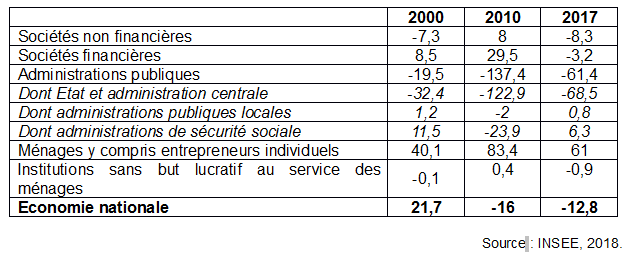 2000 2010 2017
Sociétés non financières -7,3 8 -8,3
Sociétés financières 8,5 29,5 -3,2
Administrations publiques -19,5 -137,4 -61,4
Dont Etat et administration centrale -32,4 -122,9 -68,5
Dont administrations publiques locales 1,2 -2 0,8
Dont administrations de sécurité sociale 11,5 -23,9 6,3
Ménages y compris entrepreneurs individuels 40,1 83,4 61
Institutions sans but lucratif au service des
ménages -0,1 0,4 -0,9
Economie nationale 21,7 -16 -12,8
Source : INSEE, 2018.